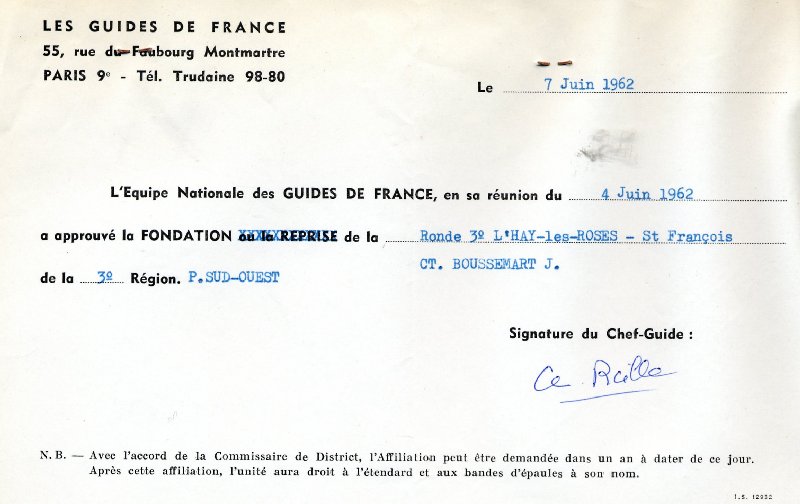 LES GUIDES DE FRANCE
55, rue du Faubourg Montmartre
PARIS 9e - Tél. Trudaine 98-80
Le 7 Juin 1962
L'Equipe Nationale des GUIDES DE FRANCE, en sa réunion du 4 Juin 1962
a approuvé la FONDATION ou la REPRISE de la Ronde 3º L'HAY-les-ROSES - St François
CT. BOUSSEMART J.
de la 3º Région. P.SUD-OUEST
Signature du Chef-Guide :
N. B. — Avec l'accord de la Commissaire de District, l'Affiliation peut être demandée dans un an à dater de ce jour.
Après cette affiliation, l'unité aura droit à l'étendard et aux bandes d'épaules à son nom.
I.S. 12932